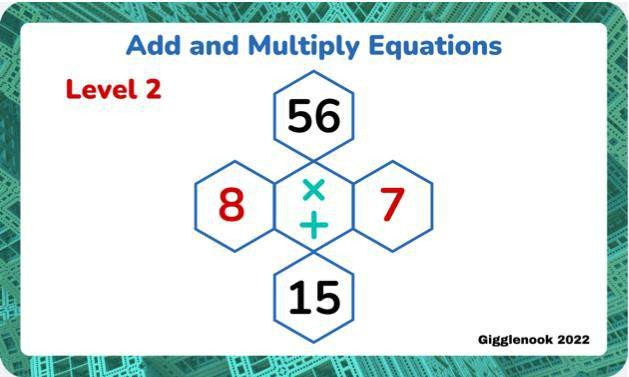 Add and Multiply Equations
Level 2
56
8 × 7
+
15
Gigglenook 2022